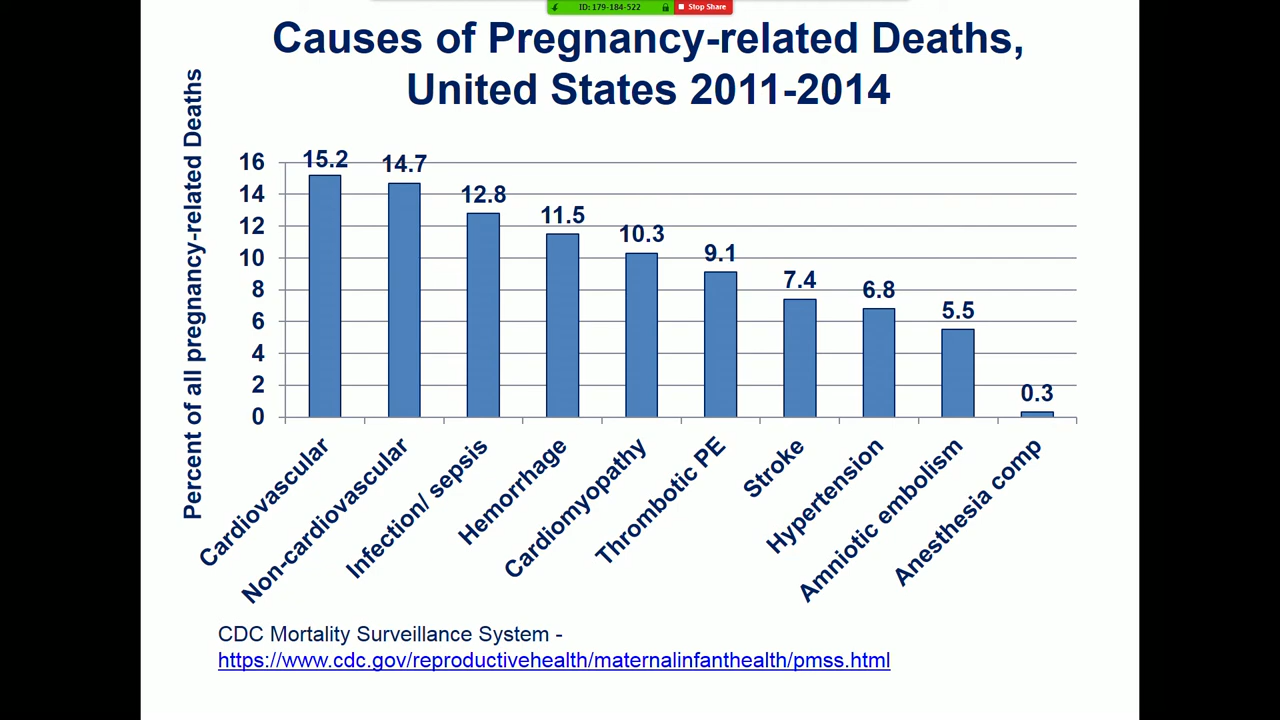 ID: 179-184-522
Stop Share
Causes of Pregnancy-related Deaths,
United States 2011-2014
Percent of all pregnancy-related Deaths
16
14
12
10
8
6
4
2
0
15.2
14.7
12.8
11.5
10.3
9.1
7.4
6.8
5.5
0.3
Cardiovascular
Non-cardiovascular
Infection/ sepsis
Hemorrhage
Cardiomyopathy
Thrombotic PE
Stroke
Hypertension
Amniotic embolism
Anesthesia comp
CDC Mortality Surveillance System -
https://www.cdc.gov/reproductivehealth/maternalinfanthealth/pmss.html